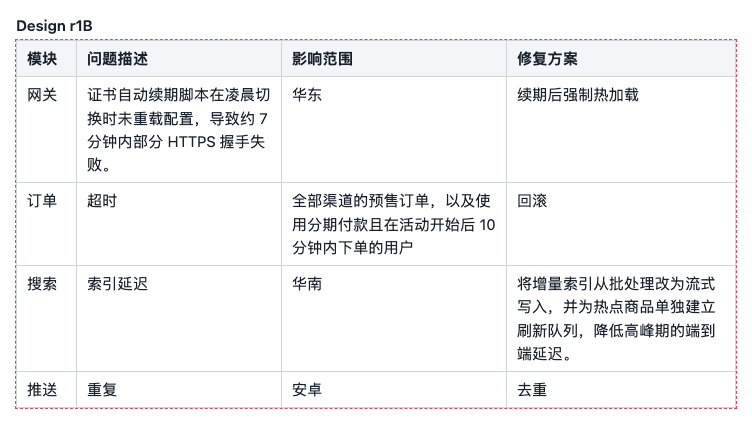 Design r1B
模块 问题描述 影响范围 修复方案
网关 证书自动续期脚本在凌晨切 华东 续期后强制热加载
换时未重载配置，导致约 7
分钟内部分 HTTPS 握手失
败。
订单 超时 全部渠道的预售订单，以及使 回滚
用分期付款且在活动开始后 10
分钟内下单的用户
搜索 索引延迟 华南 将增量索引从批处理改为流式
写入，并为热点商品单独建立
刷新队列，降低高峰期的端到
端延迟。
推送 重复 安卓 去重